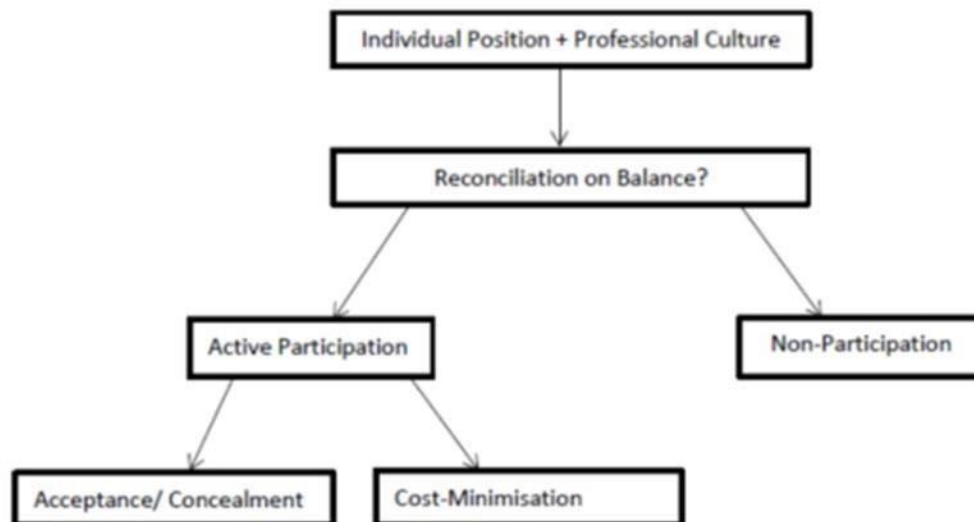 Individual Position + Professional Culture
Reconciliation on Balance?
Active Participation
Non-Participation
Acceptance/ Concealment
Cost-Minimisation